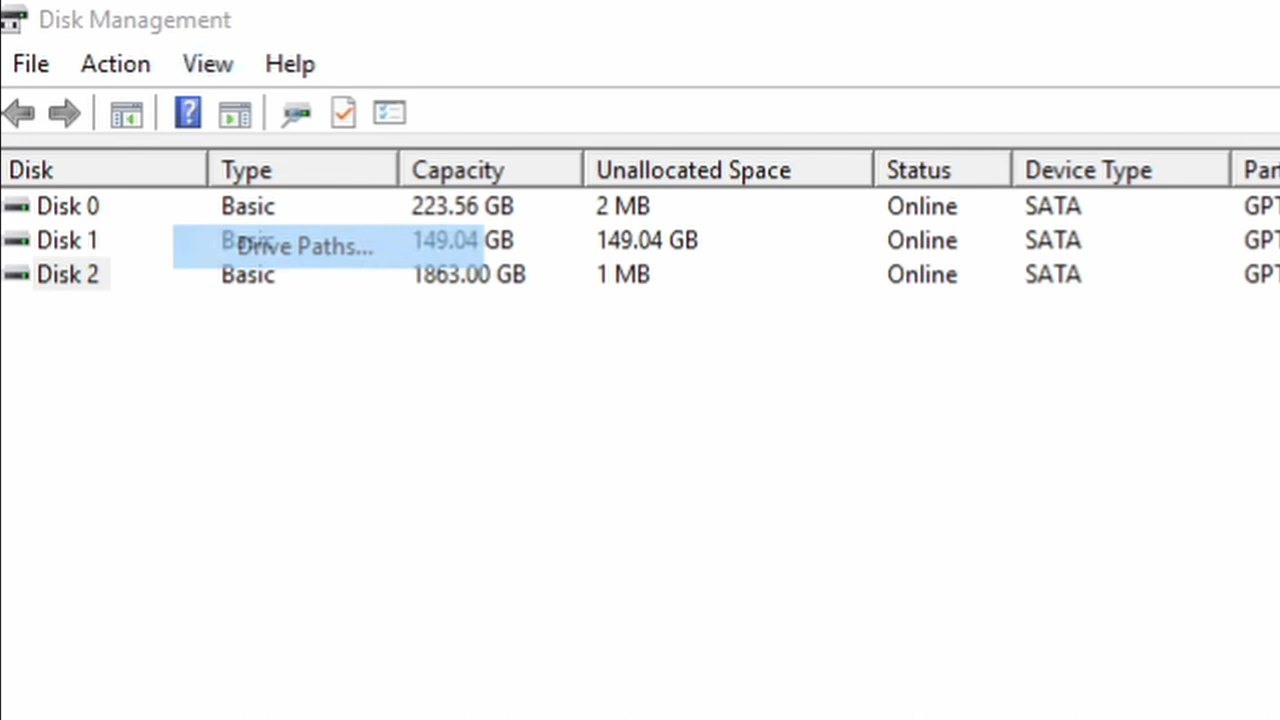 Disk Management
File Action View Help
Disk Type Capacity Unallocated Space Status Device Type
Disk 0 Basic 223.56 GB 2 MB Online SATA GPT
Disk 1 Basic 149.04 GB 149.04 GB Online SATA GPT
Drive Paths...
Disk 2 Basic 1863.00 GB 1 MB Online SATA GPT